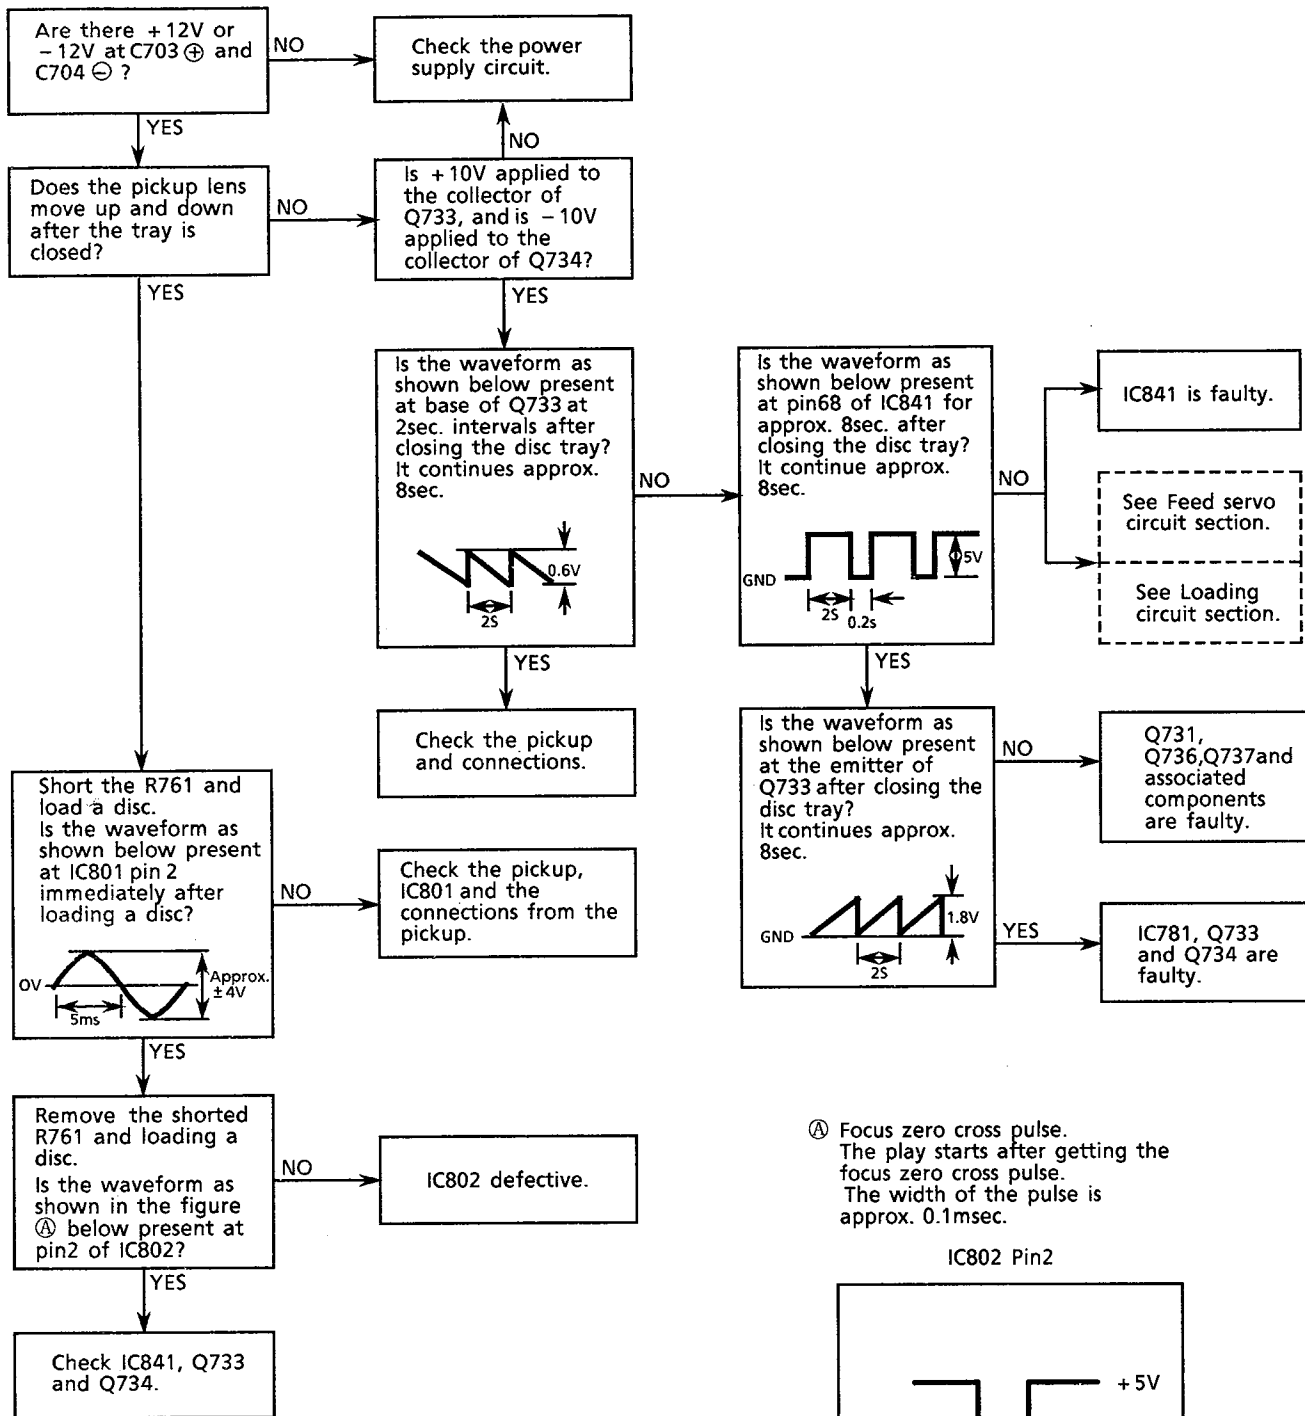 Are there +12V or
−12V at C703 ⊕ and
C704 ⊖ ?
NO
Check the power
supply circuit.
YES
NO
Does the pickup lens
move up and down
after the tray is
closed?
NO
Is +10V applied to
the collector of
Q733, and is −10V
applied to the
collector of Q734?
YES
YES
Is the waveform as
shown below present
at base of Q733 at
2sec. intervals after
closing the disc tray?
It continues approx.
8sec.
0.6V
2S
NO
Is the waveform as
shown below present
at pin68 of IC841 for
approx. 8sec. after
closing the disc tray?
It continue approx.
8sec.
GND
5V
2S
0.2s
NO
IC841 is faulty.
See Feed servo
circuit section.
See Loading
circuit section.
YES
YES
Check the pickup
and connections.
Is the waveform as
shown below present
at the emitter of
Q733 after closing the
disc tray?
It continues approx.
8sec.
GND
1.8V
2S
NO
Q731,
Q736,Q737and
associated
components
are faulty.
YES
IC781, Q733
and Q734 are
faulty.
Short the R761 and
load a disc.
Is the waveform as
shown below present
at IC801 pin 2
immediately after
loading a disc?
0V
Approx.
±4V
5ms
NO
Check the pickup,
IC801 and the
connections from the
pickup.
YES
Remove the shorted
R761 and loading a
disc.
Is the waveform as
shown in the figure
Ⓐ below present at
pin2 of IC802?
NO
IC802 defective.
YES
Check IC841, Q733
and Q734.
Ⓐ Focus zero cross pulse.
The play starts after getting the
focus zero cross pulse.
The width of the pulse is
approx. 0.1msec.
IC802 Pin2
+5V